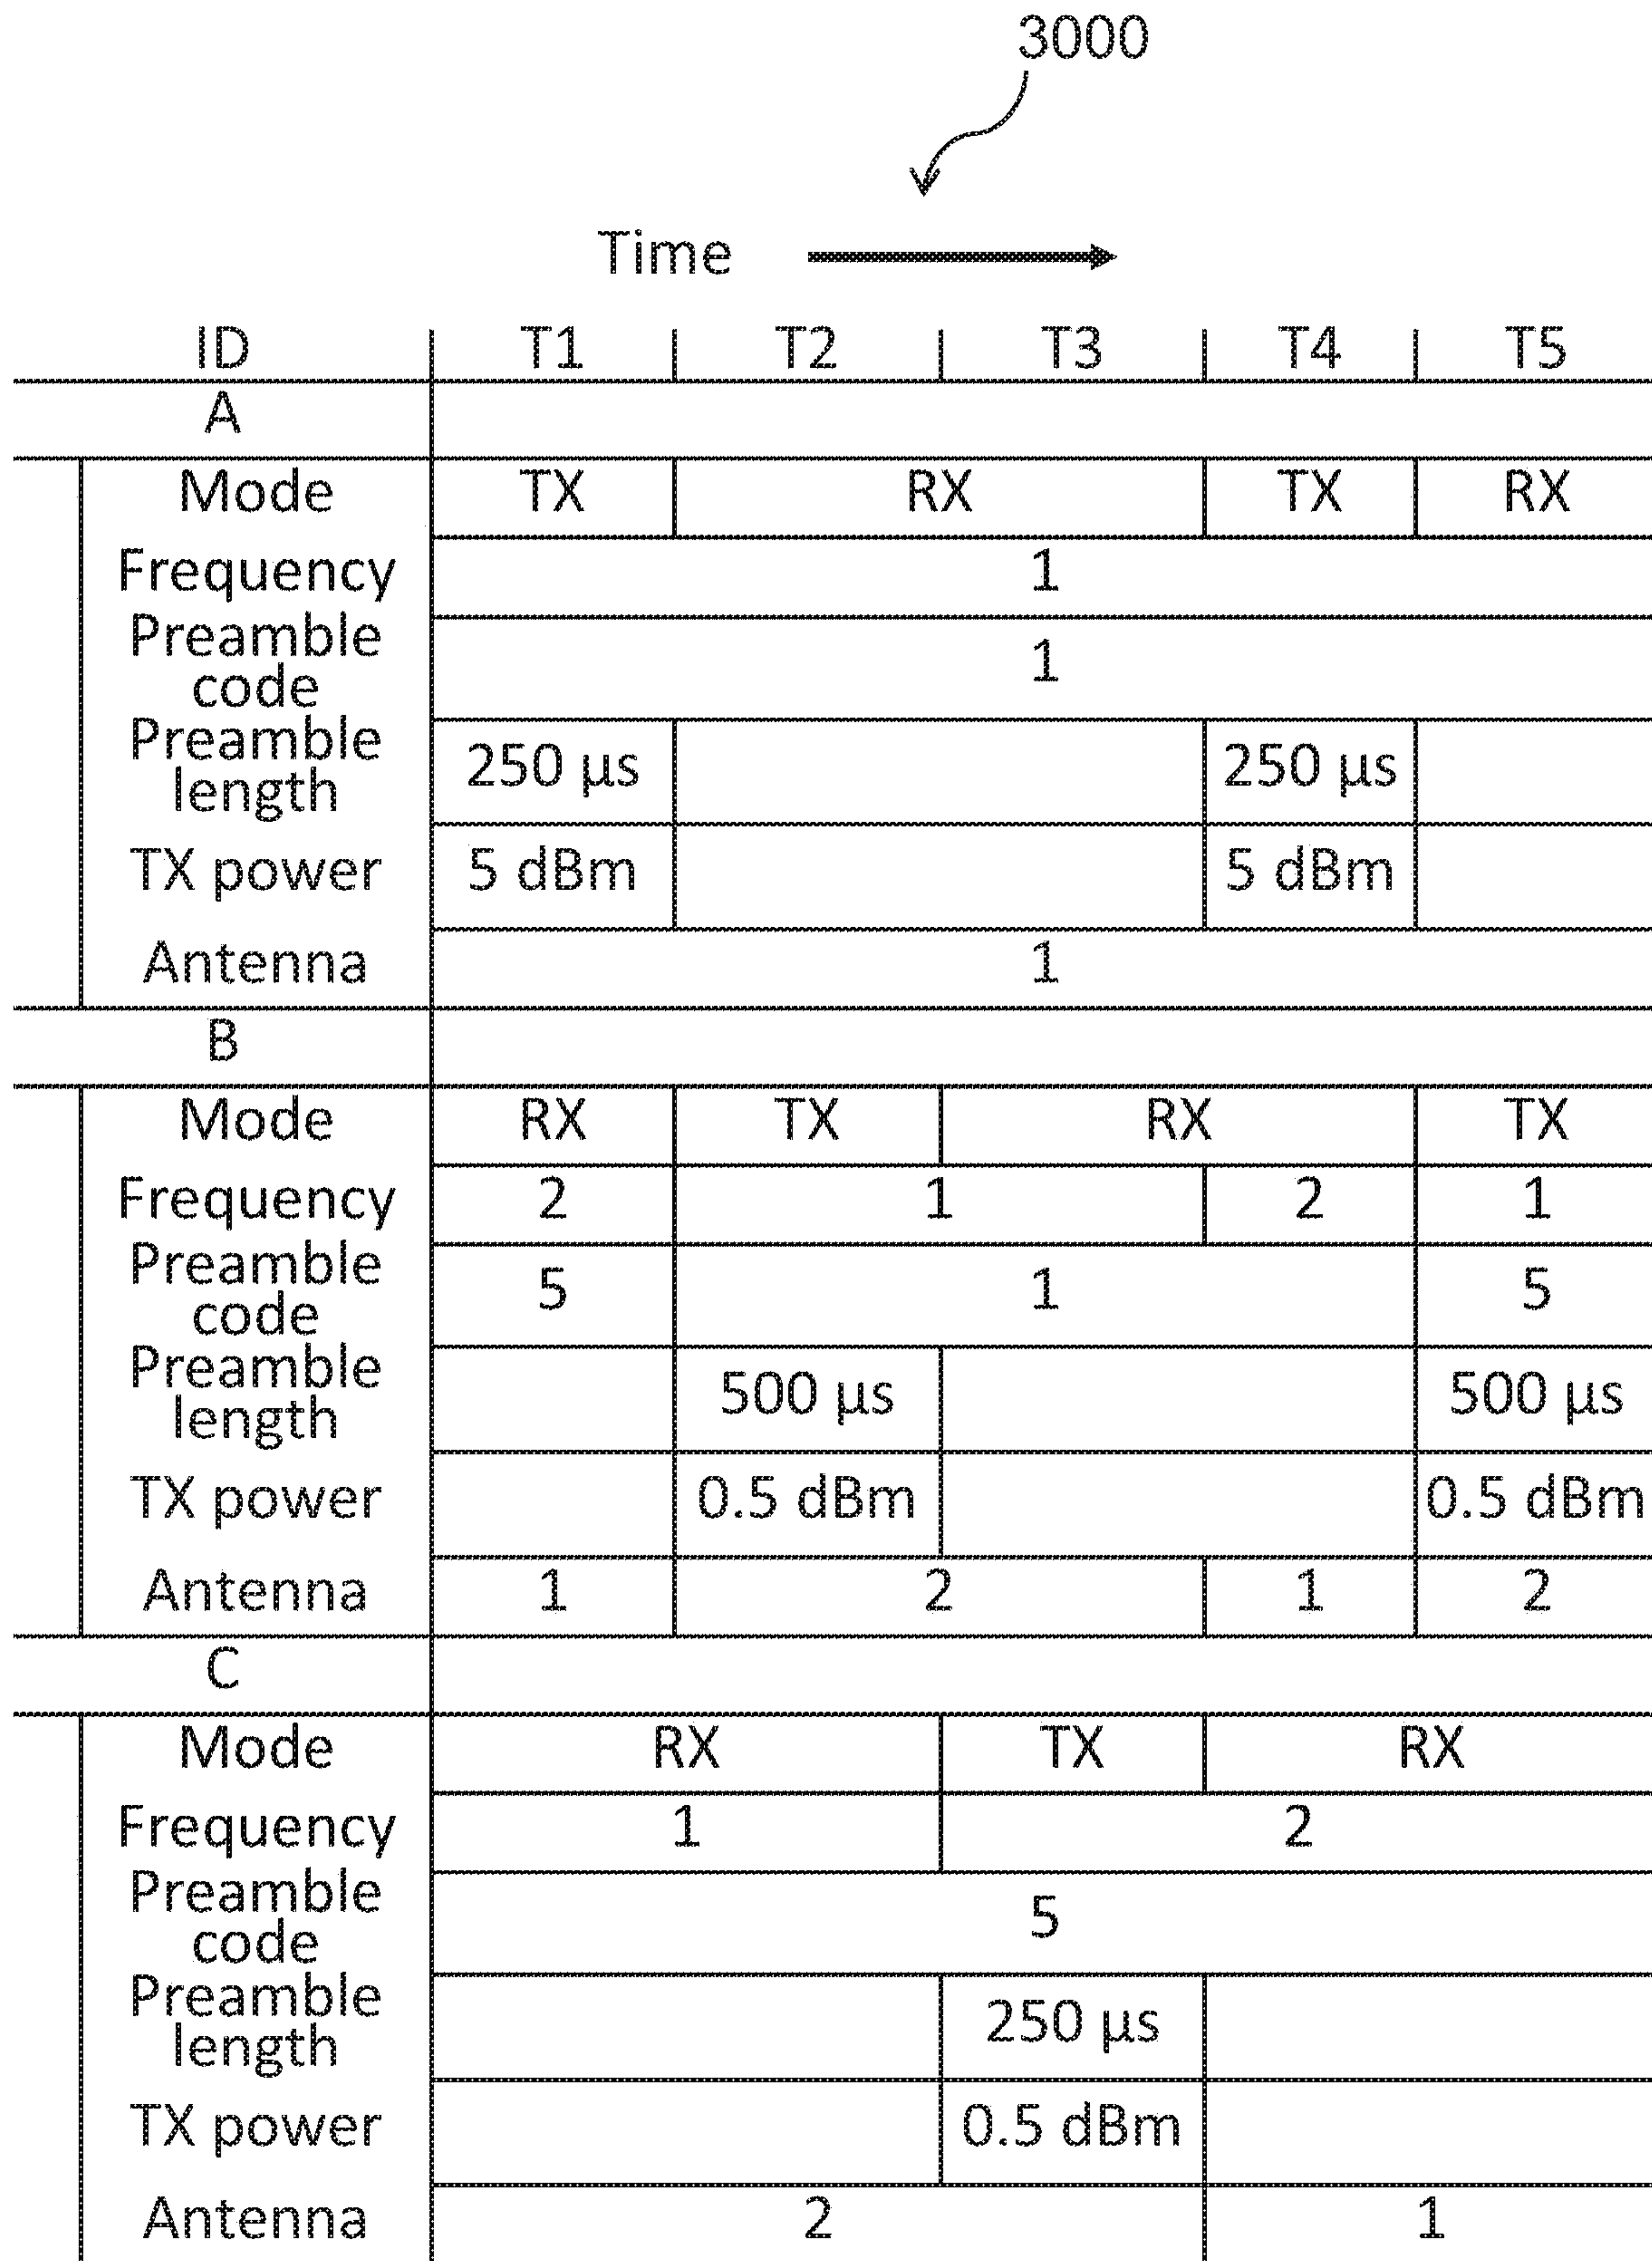 3000
Time
ID T1 T2 T3 T4 T5
A
Mode TX RX TX RX
Frequency 1
Preamble
code 1
Preamble
length 250 µs 250 µs
TX power 5 dBm 5 dBm
Antenna 1
B
Mode RX TX RX TX
Frequency 2 1 2 1
Preamble
code 5 1 5
Preamble
length 500 µs 500 µs
TX power 0.5 dBm 0.5 dBm
Antenna 1 2 1 2
C
Mode RX TX RX
Frequency 1 2
Preamble
code 5
Preamble
length 250 µs
TX power 0.5 dBm
Antenna 2 1